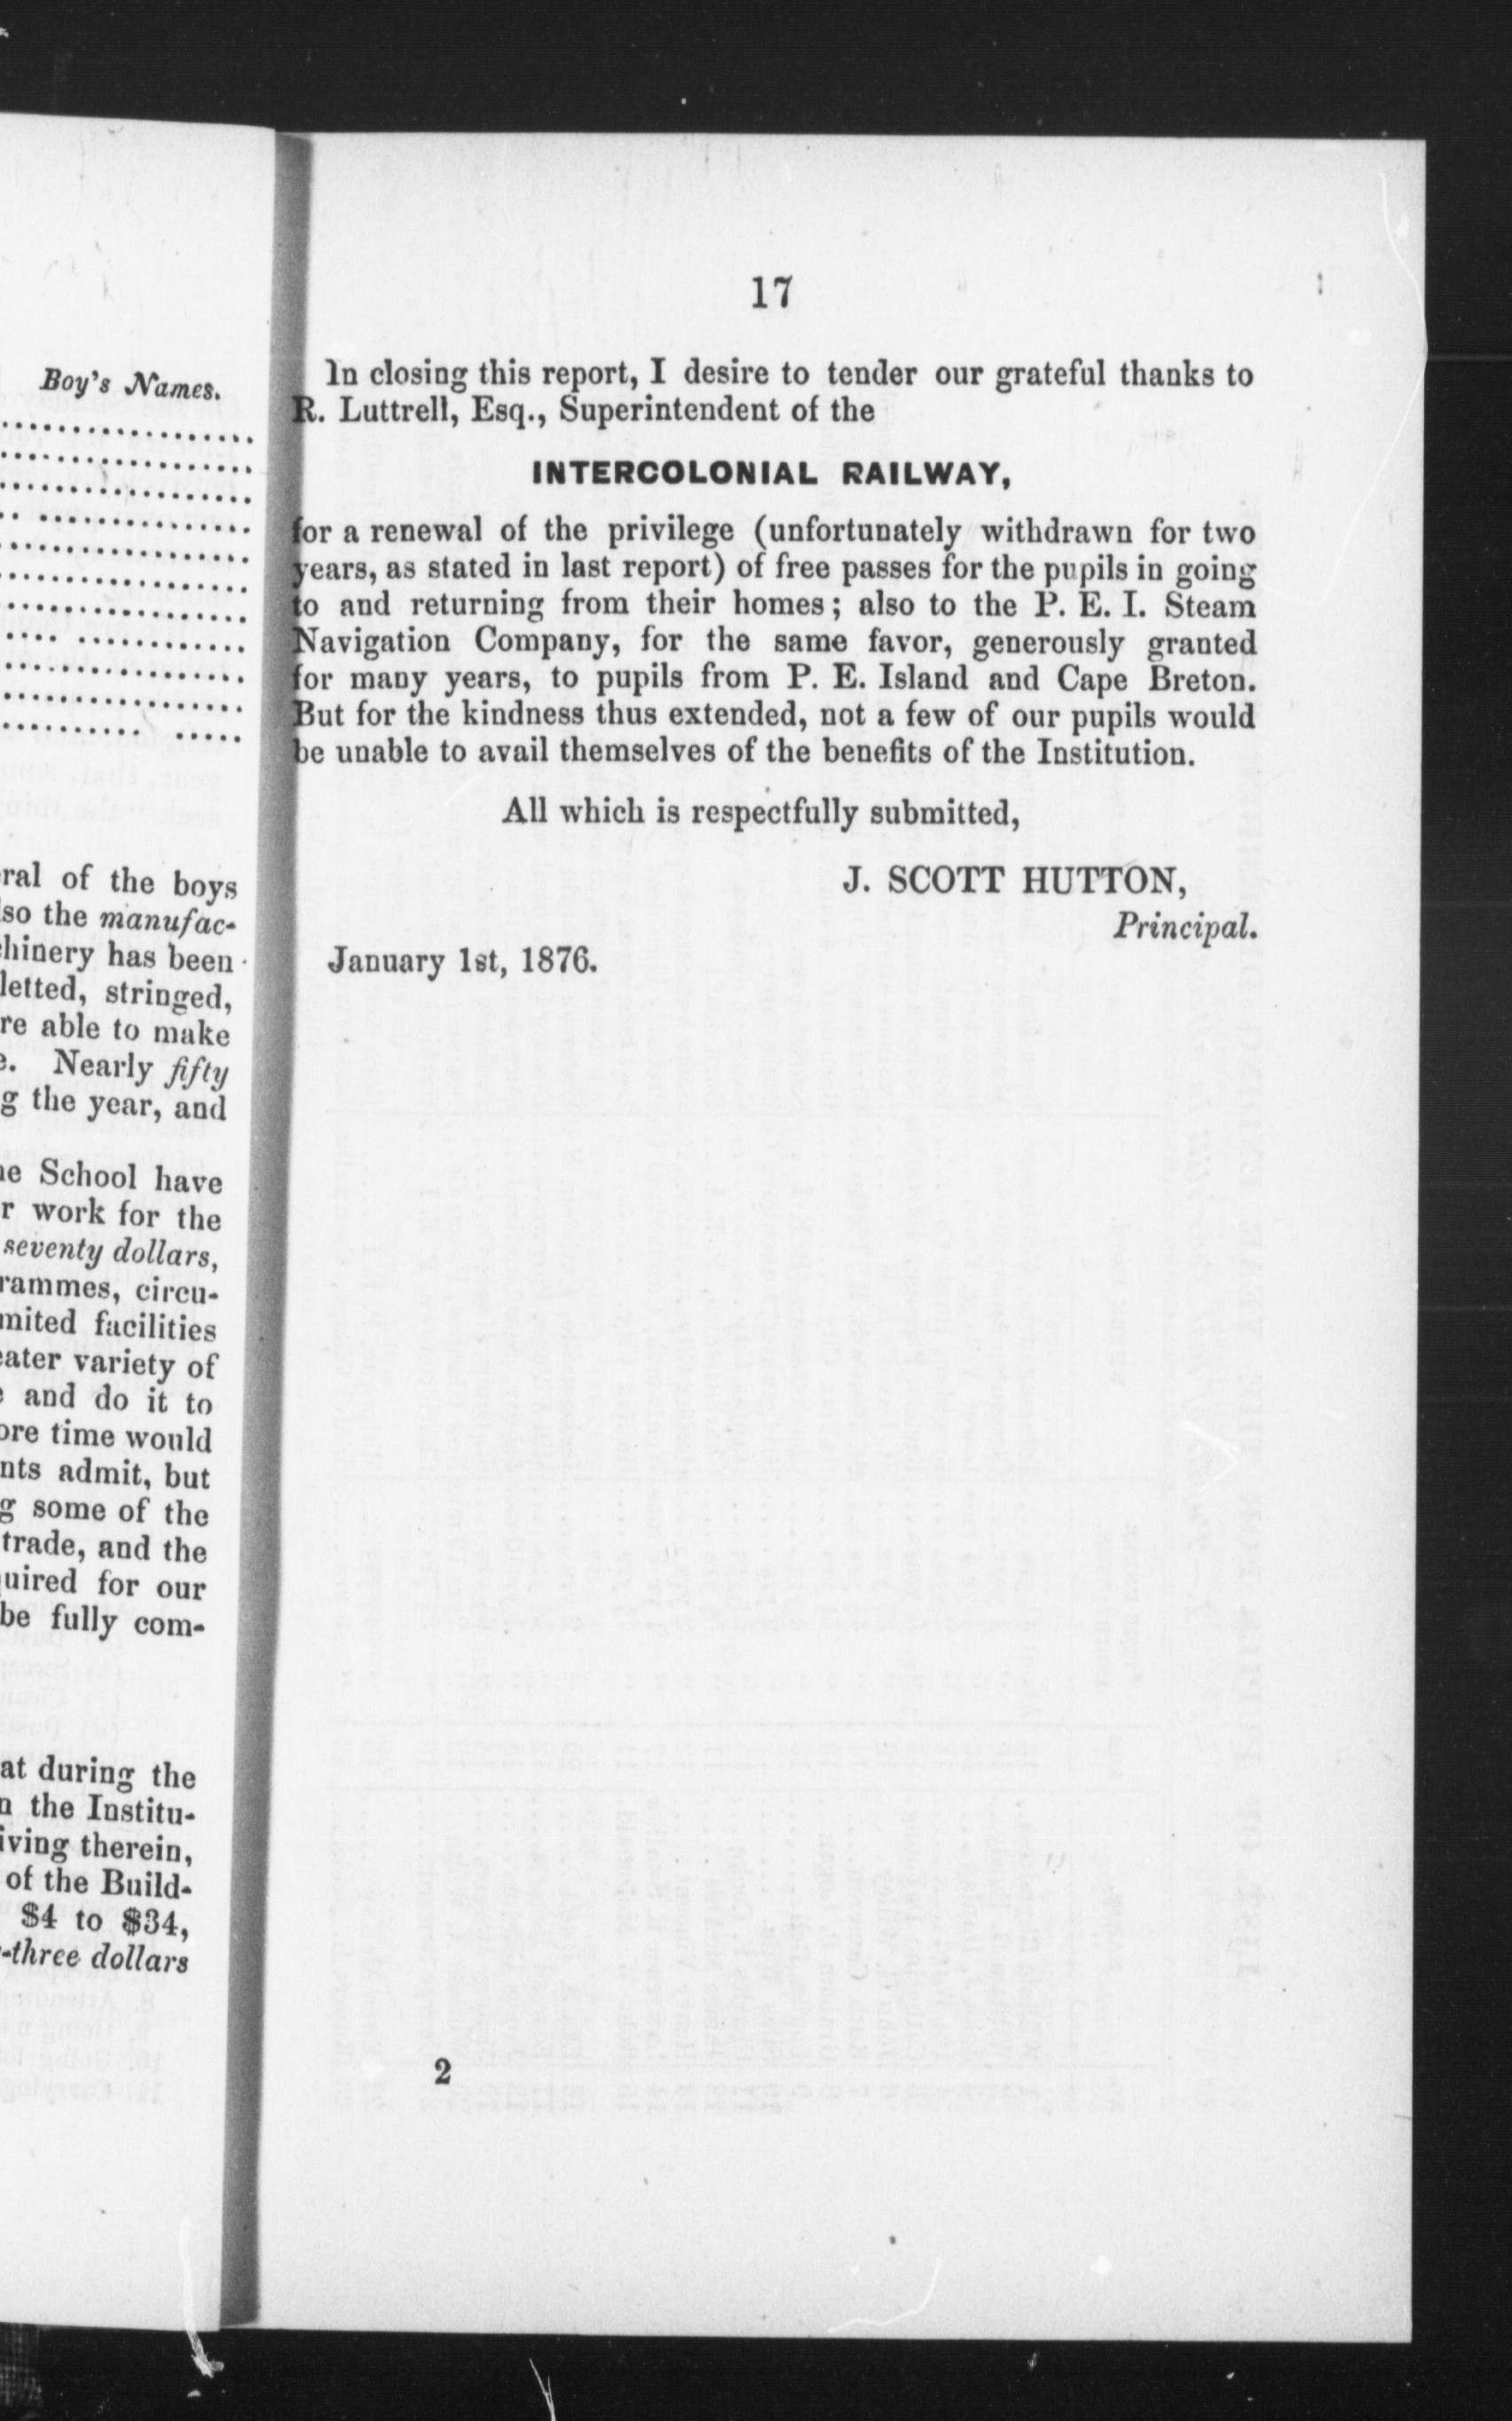 Boy's Names.
ral of the boys
so the manufac-
hinery has been
letted, stringed,
re able to make
Nearly fifty
g the year, and
School have
r work for the
seventy dollars,
rammes, circu-
mited facilities
eater variety of
and do it to
ore time would
nts admit, but
g some of the
trade, and the
uired for our
be fully com-
at during the
n the Institu-
iving therein,
of the Build-
$4 to $34,
-three dollars
17
In closing this report, I desire to tender our grateful thanks to
R. Luttrell, Esq., Superintendent of the
INTERCOLONIAL RAILWAY,
for a renewal of the privilege (unfortunately withdrawn for two
years, as stated in last report) of free passes for the pupils in going
to and returning from their homes; also to the P. E. I. Steam
Navigation Company, for the same favor, generously granted
for many years, to pupils from P. E. Island and Cape Breton.
But for the kindness thus extended, not a few of our pupils would
be unable to avail themselves of the benefits of the Institution.
All which is respectfully submitted,
J. SCOTT HUTTON,
Principal.
January 1st, 1876.
2